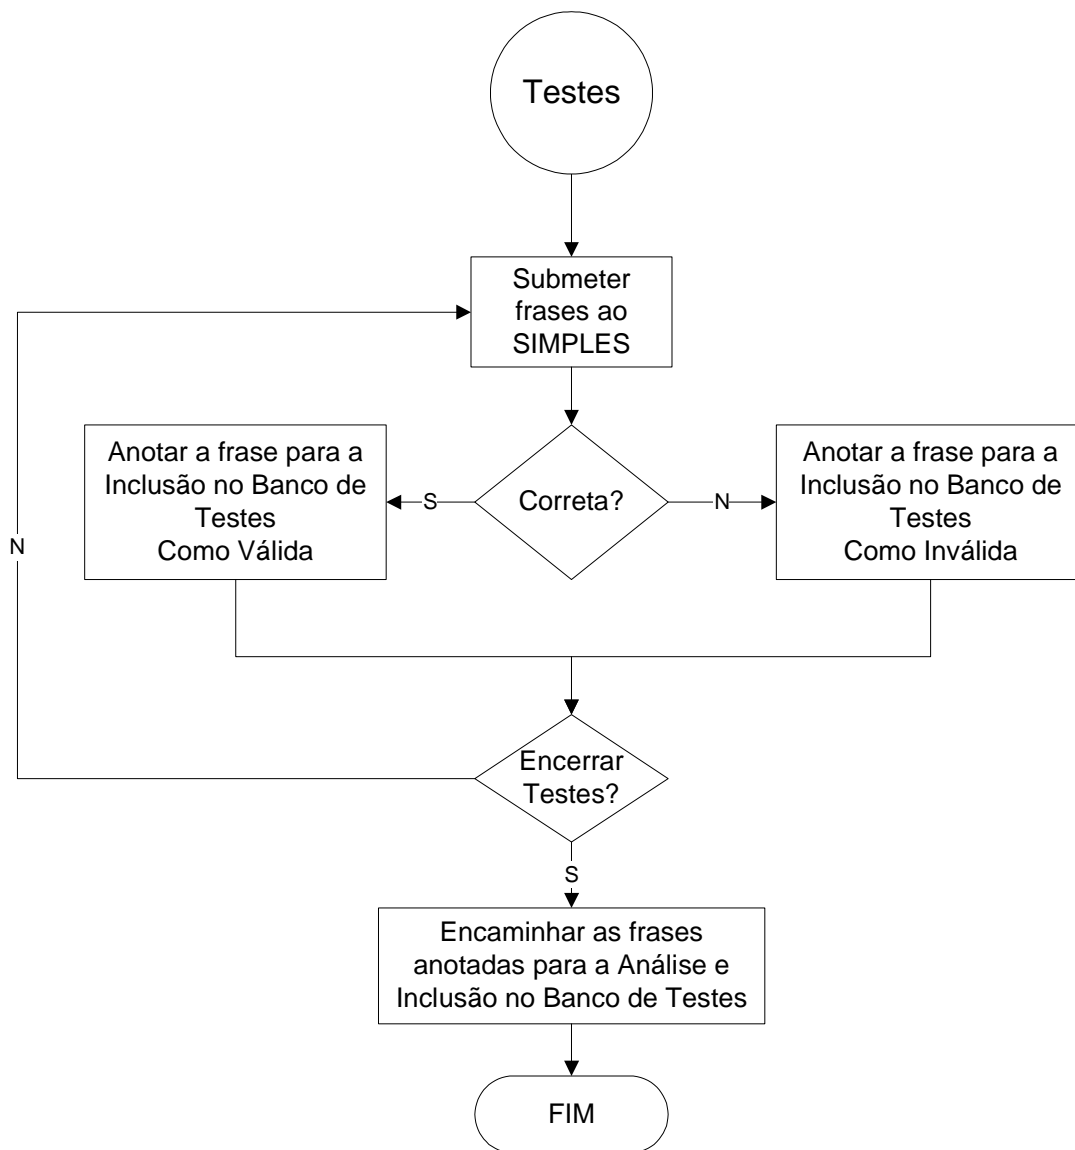 Testes
Submeter
frases ao
SIMPLES
Anotar a frase para a
Inclusão no Banco de
Testes
Como Válida
S
Correta?
N
Anotar a frase para a
Inclusão no Banco de
Testes
Como Inválida
N
Encerrar
Testes?
S
Encaminhar as frases
anotadas para a Análise e
Inclusão no Banco de Testes
FIM